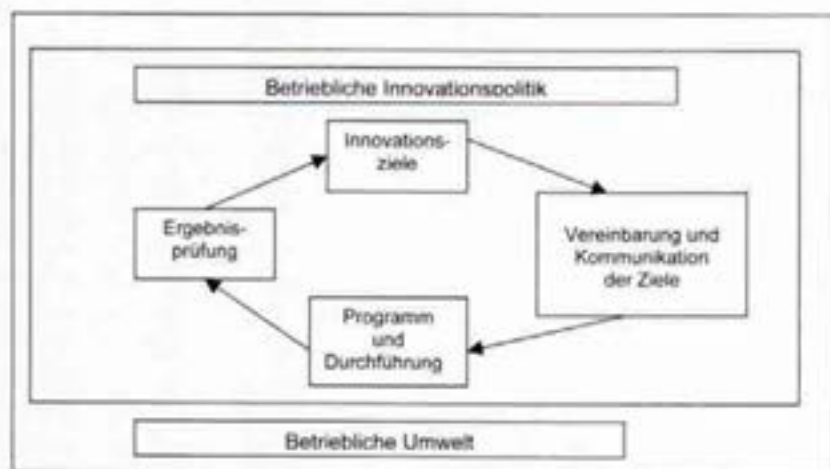 Betriebliche Innovationspolitik
Innovations-
ziele
Vereinbarung und
Kommunikation
der Ziele
Programm
und
Durchführung
Ergebnis-
prüfung
Betriebliche Umwelt